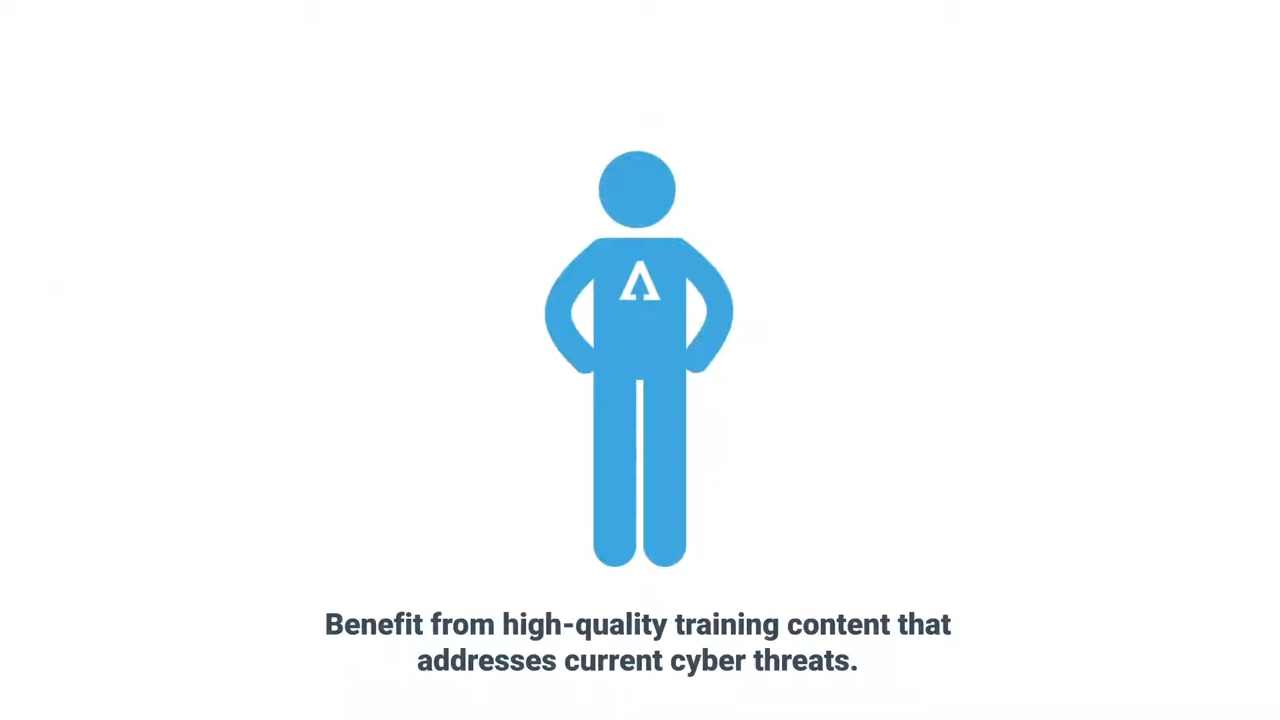 Benefit from high-quality training content that
addresses current cyber threats.